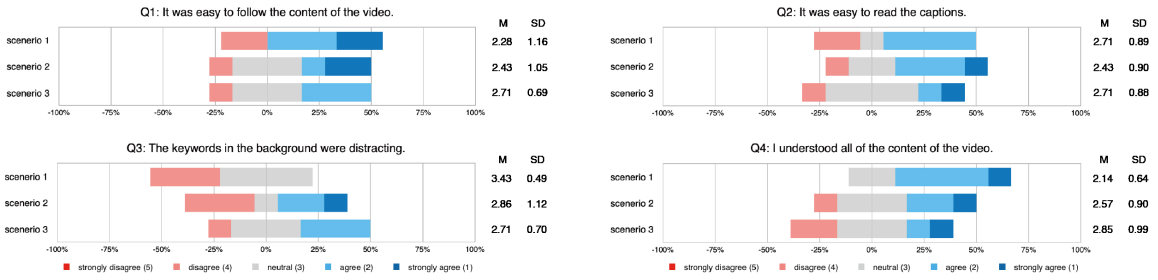 Q1: It was easy to follow the content of the video.
M SD
scenerio 1 2.28 1.16
scenerio 2 2.43 1.05
scenerio 3 2.71 0.69
-100% -75% -50% -25% 0% 25% 50% 75% 100%
Q2: It was easy to read the captions.
M SD
scenerio 1 2.71 0.89
scenerio 2 2.43 0.90
scenerio 3 2.71 0.88
-100% -75% -50% -25% 0% 25% 50% 75% 100%
Q3: The keywords in the background were distracting.
M SD
scenerio 1 3.43 0.49
scenerio 2 2.86 1.12
scenerio 3 2.71 0.70
-100% -75% -50% -25% 0% 25% 50% 75% 100%
strongly disagree (5) disagree (4) neutral (3) agree (2) strongly agree (1)
Q4: I understood all of the content of the video.
M SD
scenerio 1 2.14 0.64
scenerio 2 2.57 0.90
scenerio 3 2.85 0.99
-100% -75% -50% -25% 0% 25% 50% 75% 100%
strongly disagree (5) disagree (4) neutral (3) agree (2) strongly agree (1)